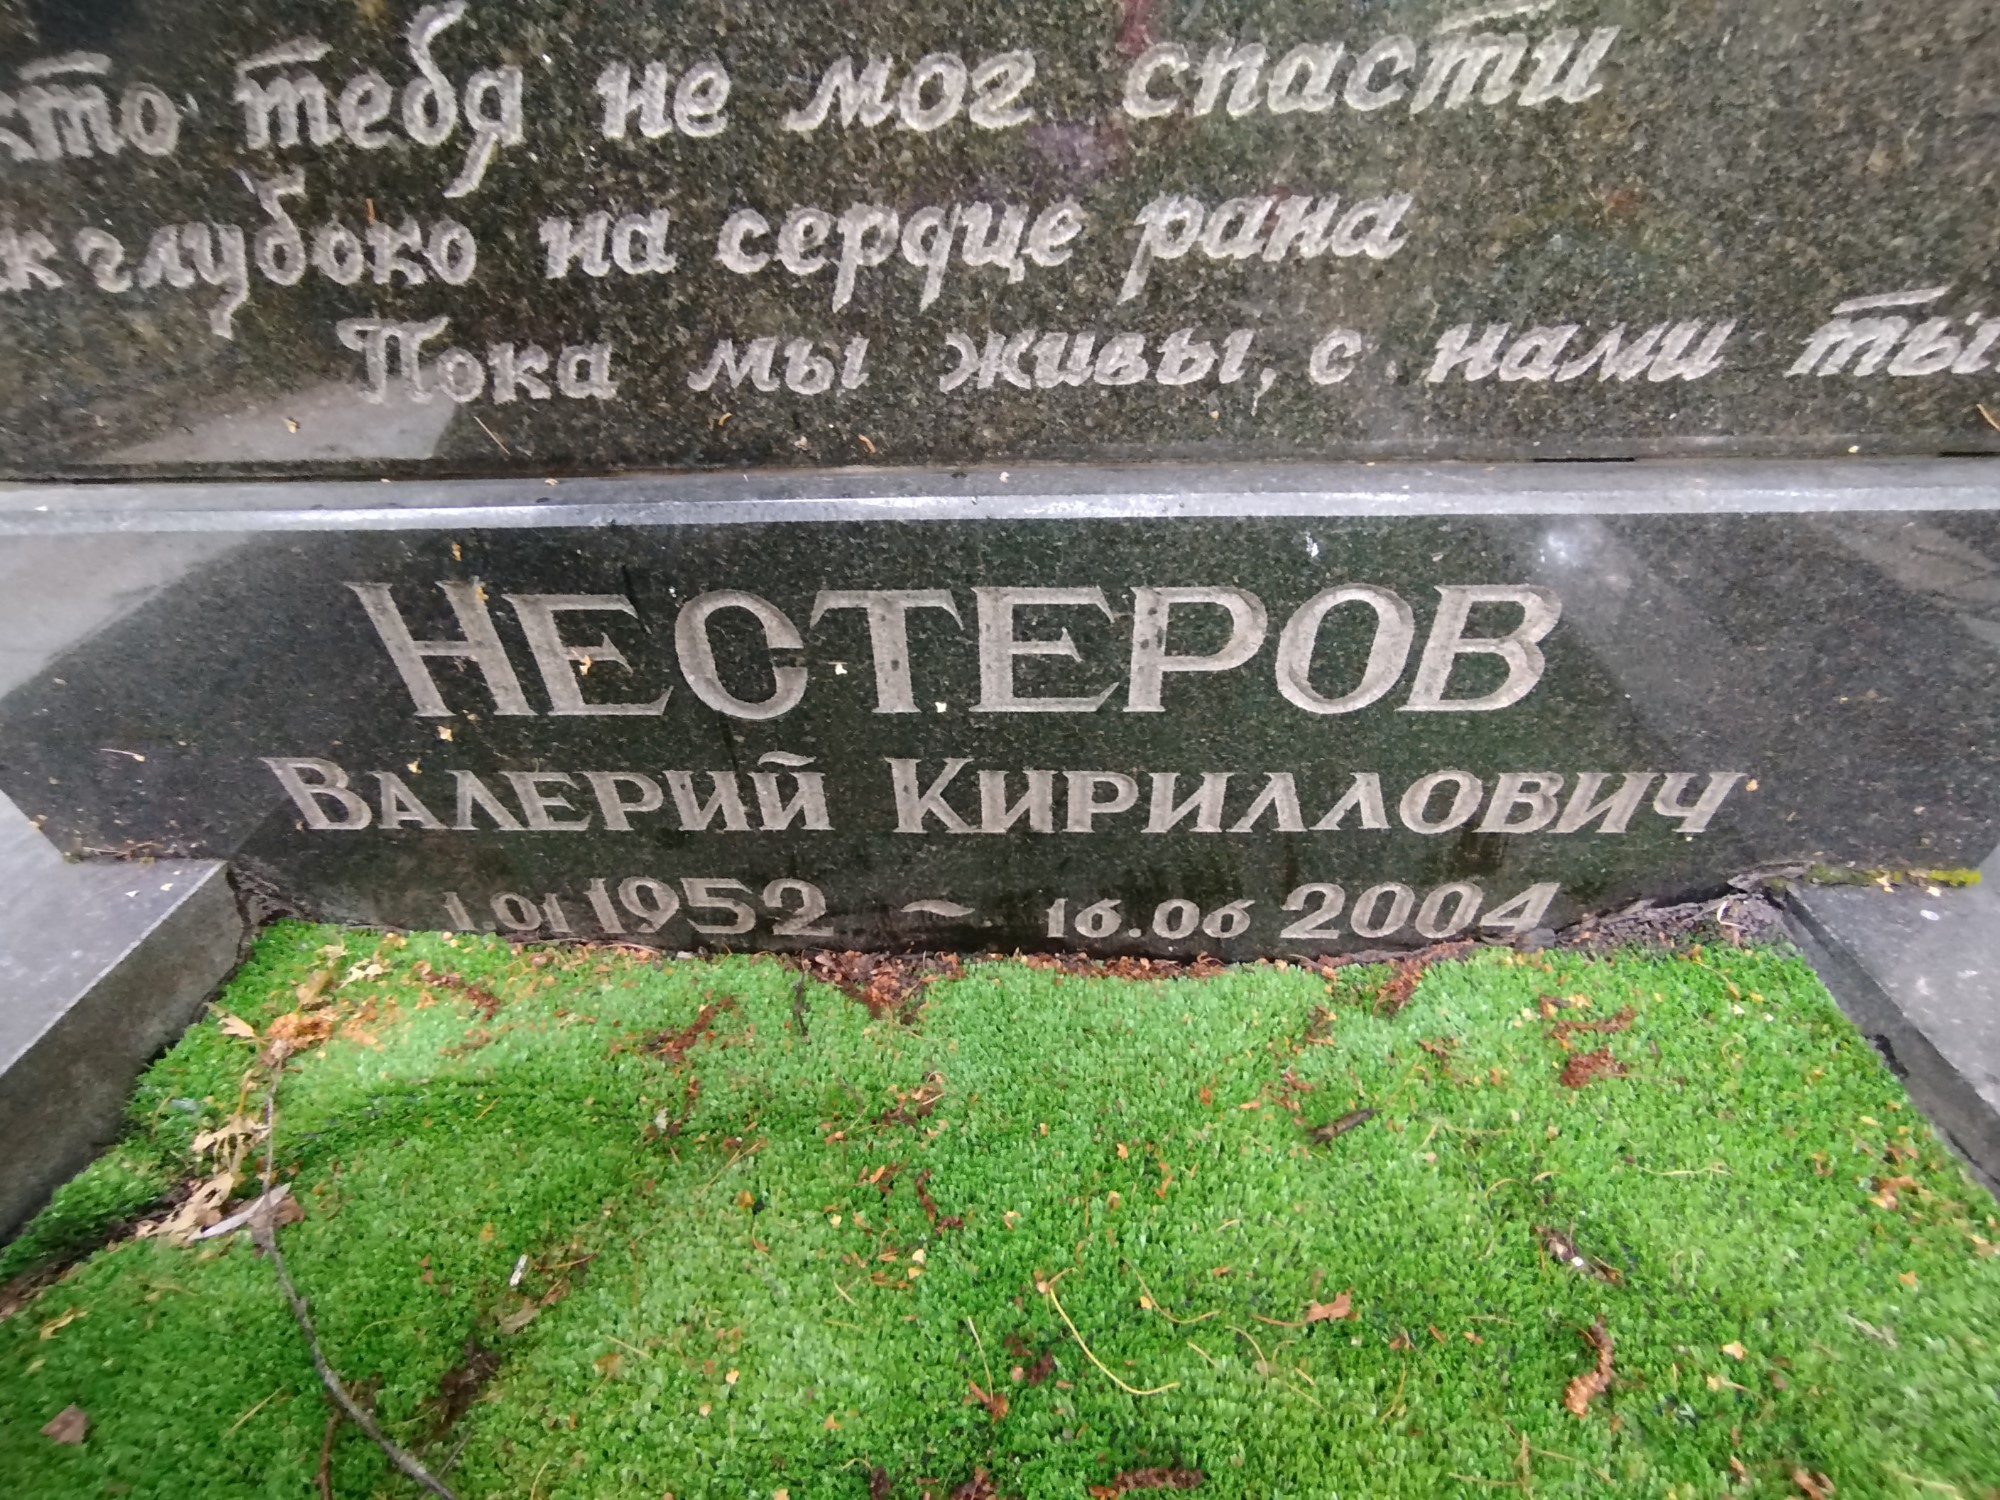 тебя не мог спасти
глубоко на сердце рана
Пока мы живы, с нами ты
НЕСТЕРОВ
ВАЛЕРИЙ КИРИЛЛОВИЧ
1.01 1952 ~ 16.06 2004